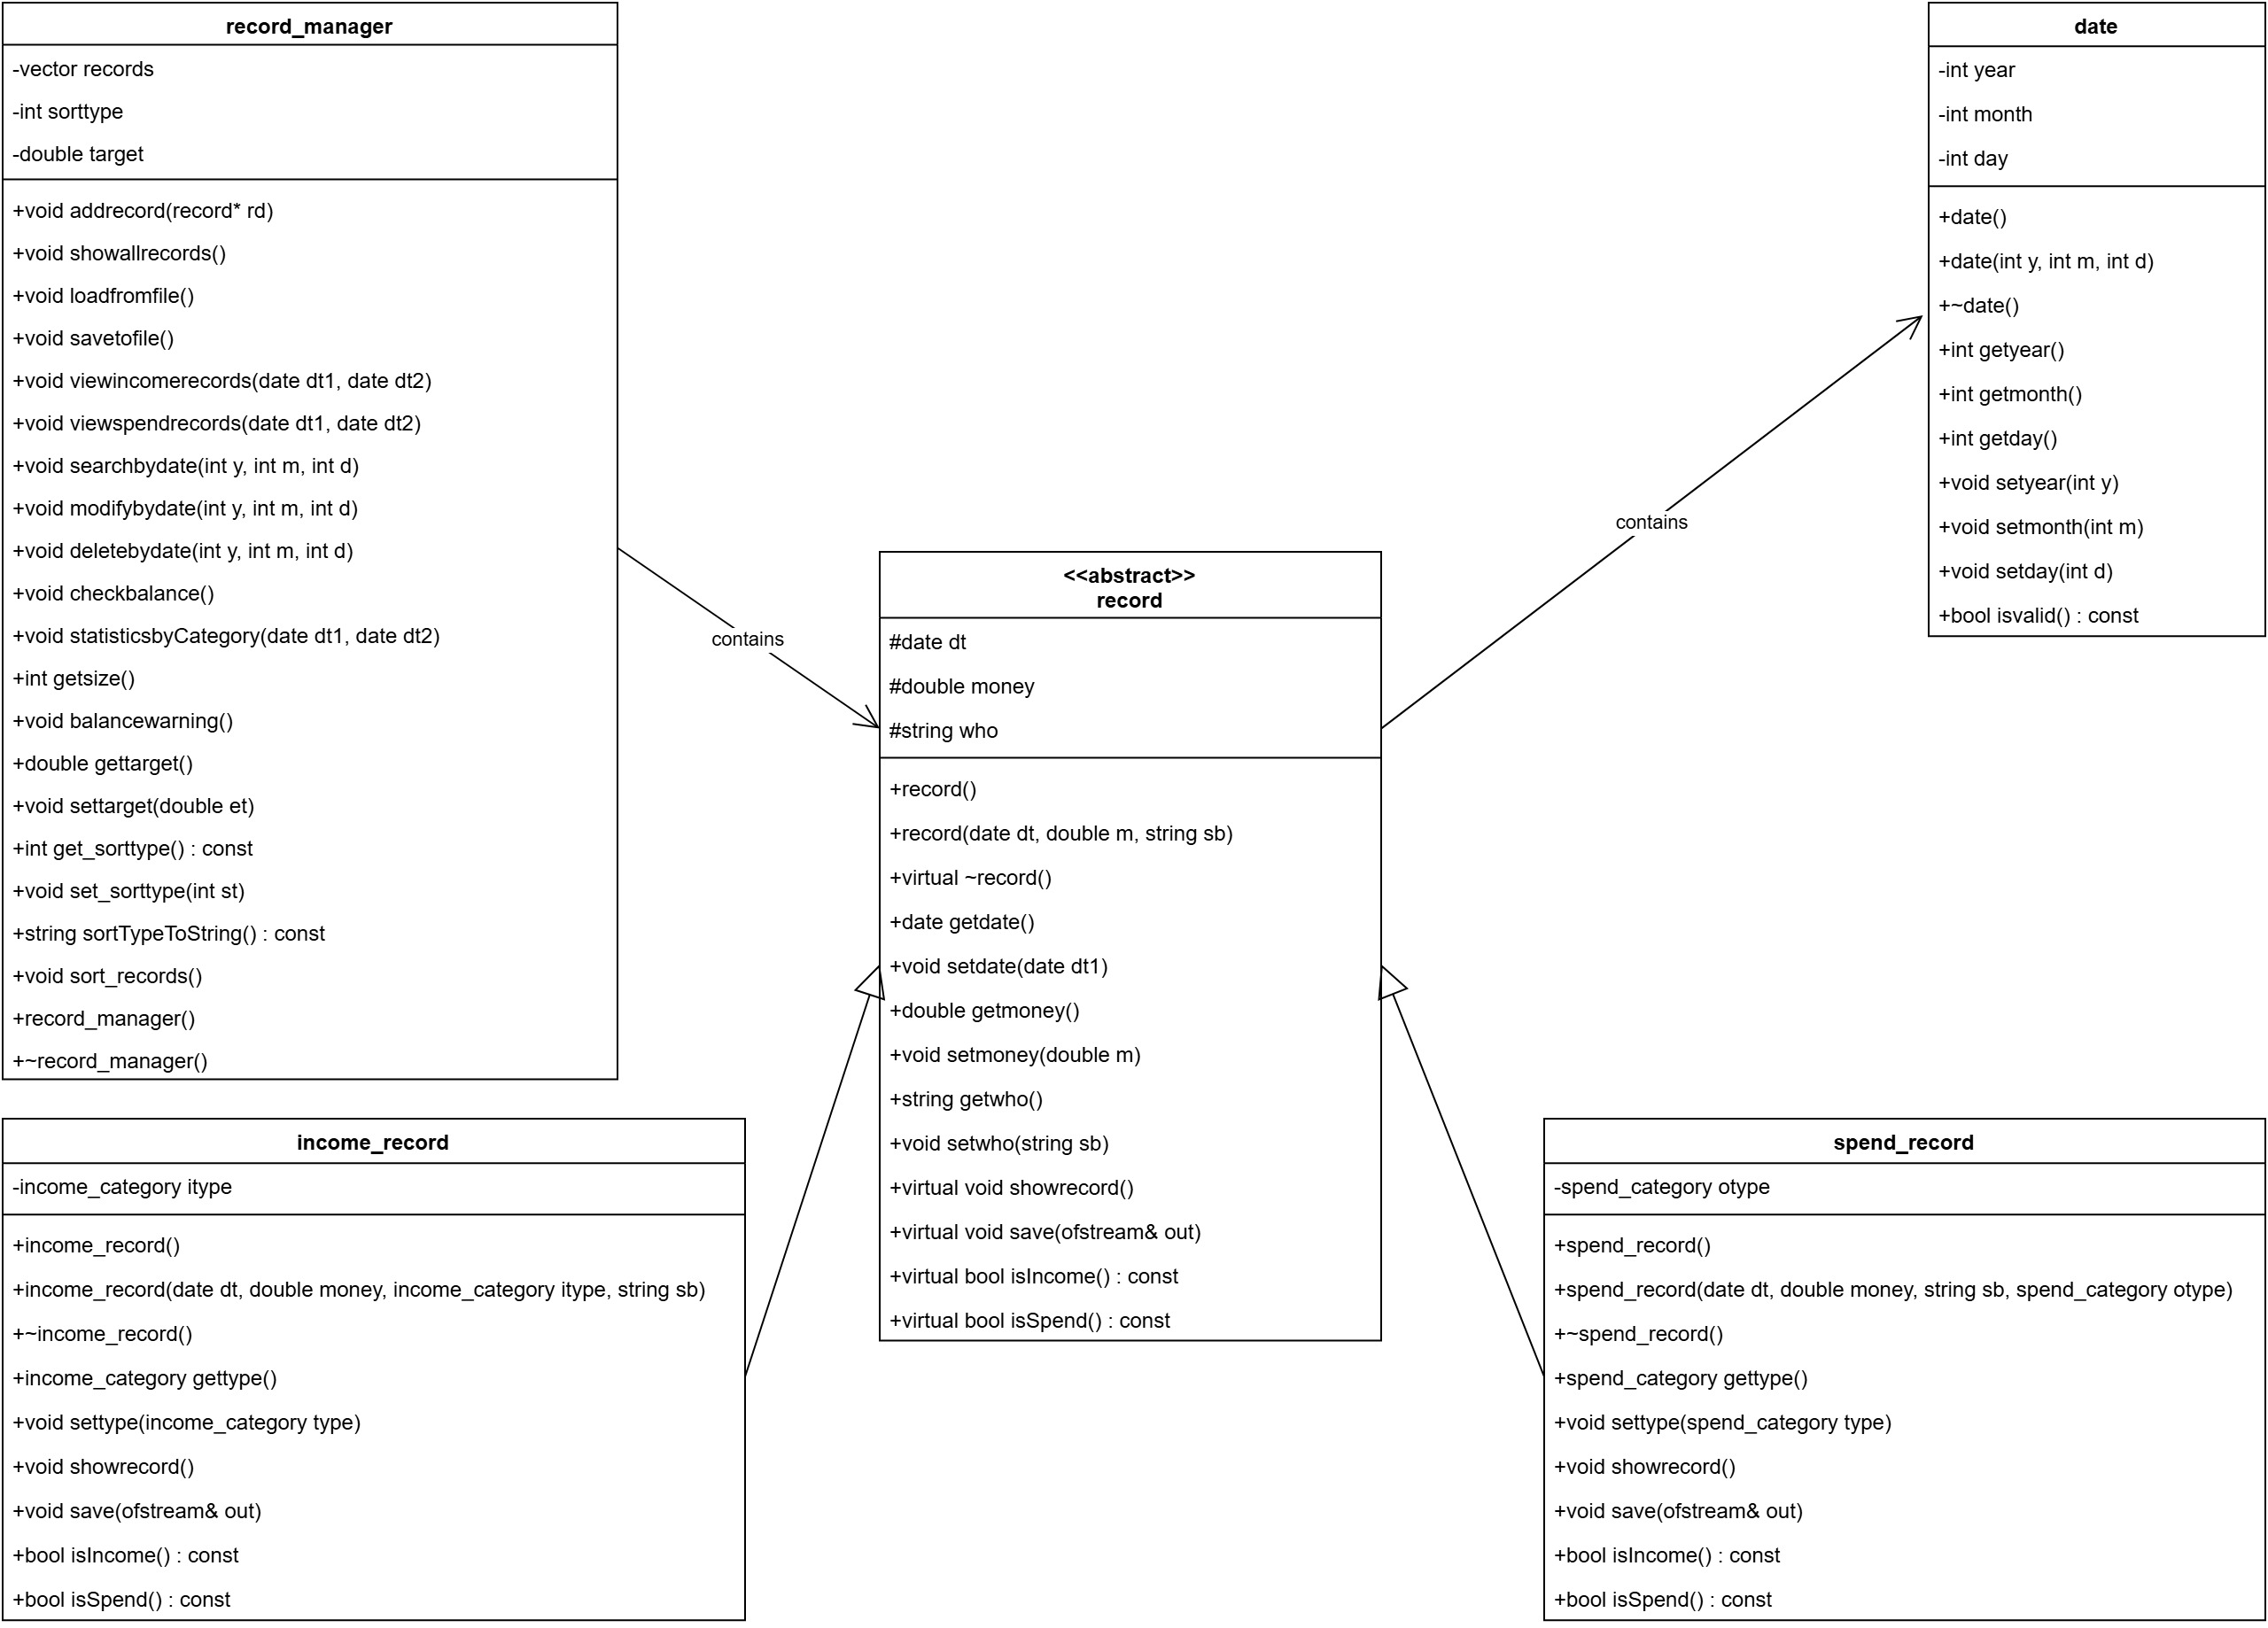 record_manager
-vector records
-int sorttype
-double target
+void addrecord(record* rd)
+void showallrecords()
+void loadfromfile()
+void savetofile()
+void viewincomerecords(date dt1, date dt2)
+void viewspendrecords(date dt1, date dt2)
+void searchbydate(int y, int m, int d)
+void modifybydate(int y, int m, int d)
+void deletebydate(int y, int m, int d)
+void checkbalance()
+void statisticsbyCategory(date dt1, date dt2)
+int getsize()
+void balancewarning()
+double gettarget()
+void settarget(double et)
+int get_sorttype() : const
+void set_sorttype(int st)
+string sortTypeToString() : const
+void sort_records()
+record_manager()
+~record_manager()
contains
<<abstract>>
record
#date dt
#double money
#string who
+record()
+record(date dt, double m, string sb)
+virtual ~record()
+date getdate()
+void setdate(date dt1)
+double getmoney()
+void setmoney(double m)
+string getwho()
+void setwho(string sb)
+virtual void showrecord()
+virtual void save(ofstream& out)
+virtual bool isIncome() : const
+virtual bool isSpend() : const
contains
date
-int year
-int month
-int day
+date()
+date(int y, int m, int d)
+~date()
+int getyear()
+int getmonth()
+int getday()
+void setyear(int y)
+void setmonth(int m)
+void setday(int d)
+bool isvalid() : const
income_record
-income_category itype
+income_record()
+income_record(date dt, double money, income_category itype, string sb)
+~income_record()
+income_category gettype()
+void settype(income_category type)
+void showrecord()
+void save(ofstream& out)
+bool isIncome() : const
+bool isSpend() : const
spend_record
-spend_category otype
+spend_record()
+spend_record(date dt, double money, string sb, spend_category otype)
+~spend_record()
+spend_category gettype()
+void settype(spend_category type)
+void showrecord()
+void save(ofstream& out)
+bool isIncome() : const
+bool isSpend() : const